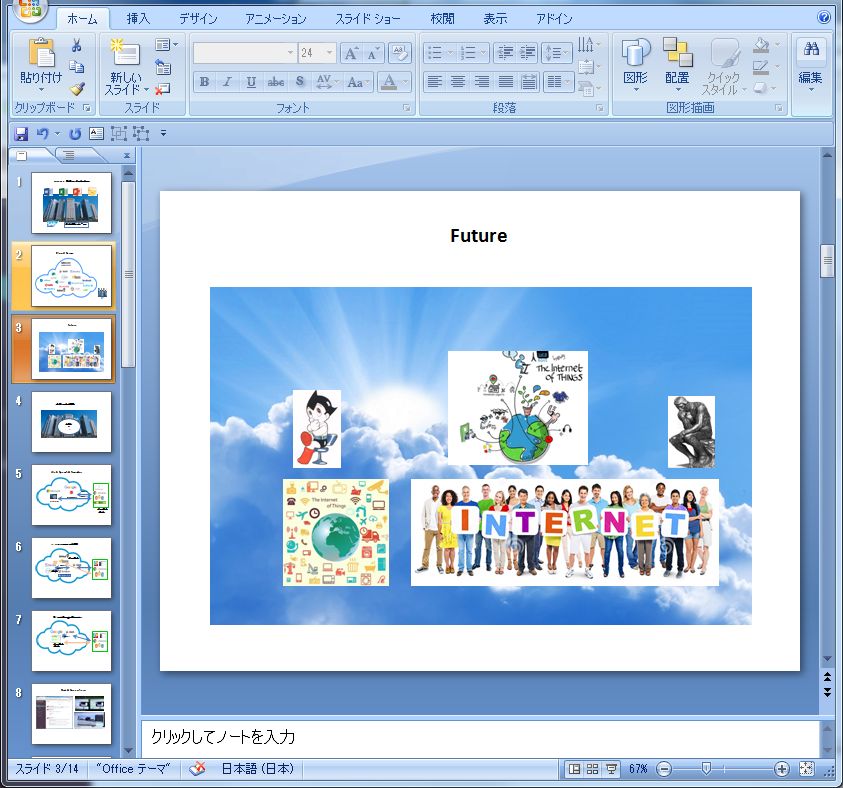 ホーム 挿入 デザイン アニメーション スライド ショー 校閲 表示 アドイン
貼り付け
クリップボード
新しい
スライド
スライド
24
B I U abe S AV Aa A
フォント
段落
図形
配置
クイック
スタイル
図形描画
編集
1
2
3
4
5
6
7
8
Future
The Internet
of THINGS
The Internet
of Things
INTERNET
クリックしてノートを入力
スライド 3/14 "Office テーマ" 日本語 (日本) 67%